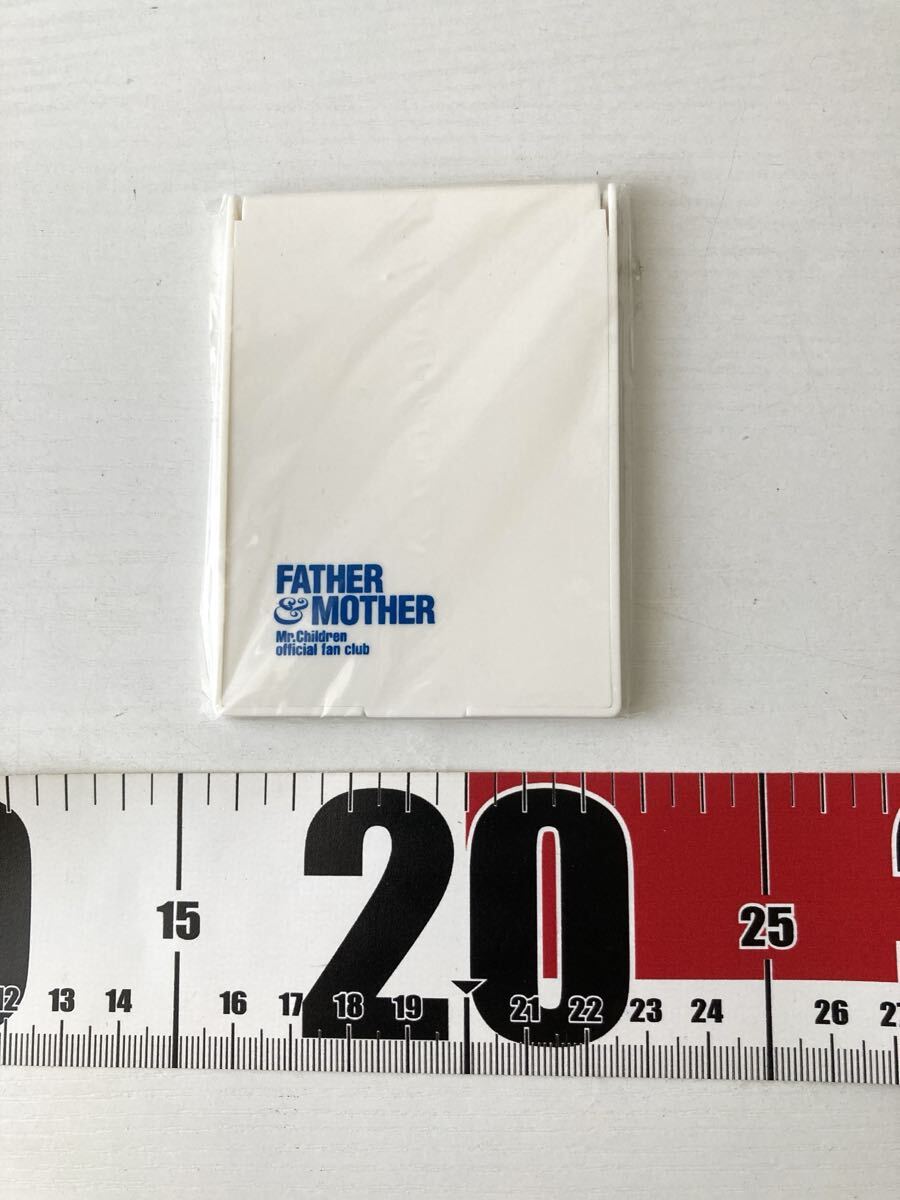 FATHER
& MOTHER
Mr.Children
official fan club
20
15 25
12 13 14 16 17 18 19 21 22 23 24 26